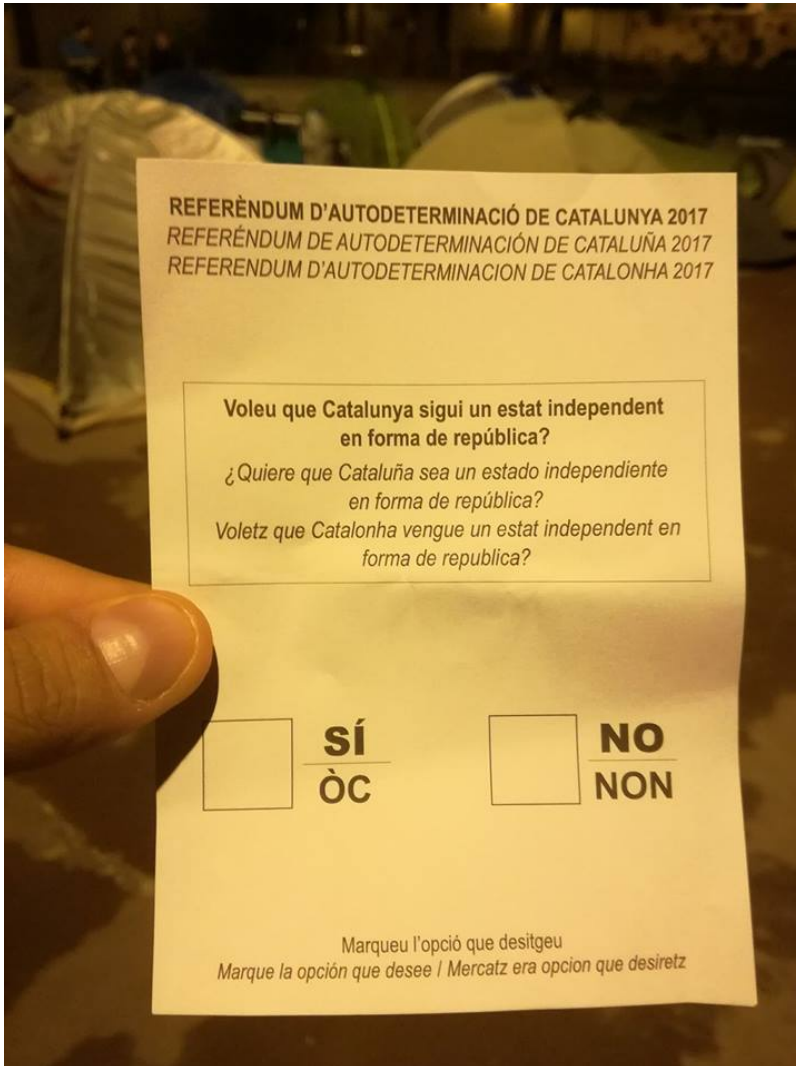 REFERÈNDUM D'AUTODETERMINACIÓ DE CATALUNYA 2017
REFERÉNDUM DE AUTODETERMINACIÓN DE CATALUÑA 2017
REFERENDUM D'AUTODETERMINACION DE CATALONHA 2017
Voleu que Catalunya sigui un estat independent
en forma de república?
¿Quiere que Cataluña sea un estado independiente
en forma de república?
Voletz que Catalonha vengue un estat independent en
forma de republica?
SÍ
ÒC
NO
NON
Marqueu l'opció que desitgeu
Marque la opción que desee / Mercatz era opcion que desiretz